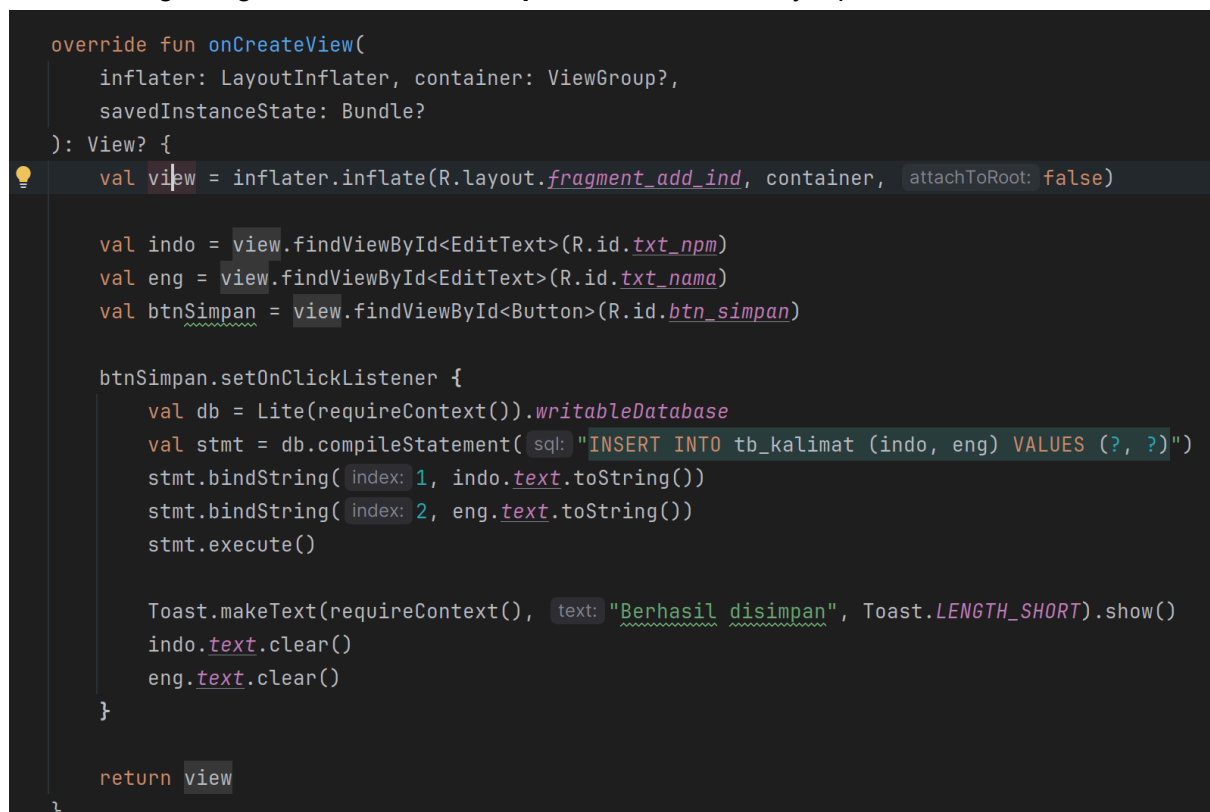 override fun onCreateView(
    inflater: LayoutInflater, container: ViewGroup?,
    savedInstanceState: Bundle?
): View? {
    val view = inflater.inflate(R.layout.fragment_add_ind, container, attachToRoot: false)
    val indo = view.findViewById<EditText>(R.id.txt_npm)
    val eng = view.findViewById<EditText>(R.id.txt_nama)
    val btnSimpan = view.findViewById<Button>(R.id.btn_simpan)
    btnSimpan.setOnClickListener {
        val db = Lite(requireContext()).writableDatabase
        val stmt = db.compileStatement( sql: "INSERT INTO tb_kalimat (indo, eng) VALUES (?, ?)")
        stmt.bindString( index: 1, indo.text.toString())
        stmt.bindString( index: 2, eng.text.toString())
        stmt.execute()
        Toast.makeText(requireContext(), text: "Berhasil disimpan", Toast.LENGTH_SHORT).show()
        indo.text.clear()
        eng.text.clear()
    }
    return view
}